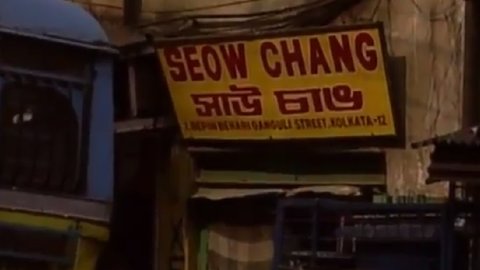 SEOW CHANG
সাউ চাঙ
7, BEPIN BEHARI GANGULI STREET, KOLKATA-12